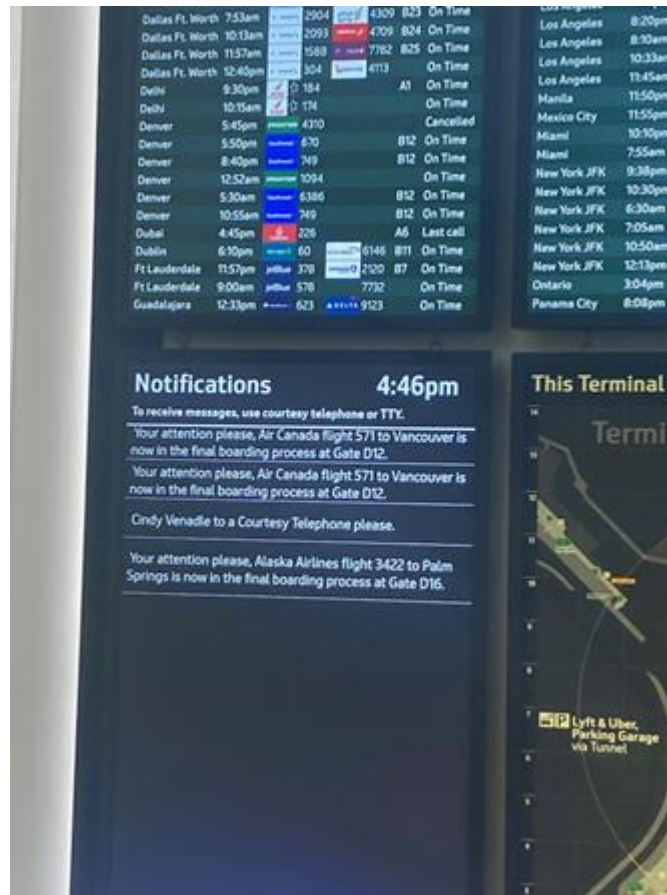 Dallas Ft. Worth 7:53am 2904 4309 B23 On Time
Dallas Ft. Worth 10:13am 2093 4709 B24 On Time
Dallas Ft. Worth 11:57am 1588 7782 B25 On Time
Dallas Ft. Worth 12:40pm 304 4113 On Time
Delhi 9:30pm 184 A1 On Time
Delhi 10:15am 174 On Time
Denver 5:45pm 4310 Cancelled
Denver 5:50pm 670 B12 On Time
Denver 8:40pm 749 B12 On Time
Denver 12:52am 1094 On Time
Denver 5:30am 6386 B12 On Time
Denver 10:55am 749 B12 On Time
Dubai 4:45pm 226 A6 Last call
Dublin 6:10pm 60 6146 B11 On Time
Ft Lauderdale 11:57pm jetBlue 378 2120 B7 On Time
Ft Lauderdale 9:00am jetBlue 578 7732 On Time
Guadalajara 12:33pm 623 DELTA 9123 On Time
Los Angeles 8:20p
Los Angeles 8:10am
Los Angeles 10:33a
Los Angeles 11:45a
Manila 11:50p
Mexico City 11:55p
Miami 10:10p
Miami 7:55am
New York JFK 9:38pm
New York JFK 10:30p
New York JFK 6:30am
New York JFK 7:05am
New York JFK 10:50a
New York JFK 12:13pm
Ontario 3:04pm
Panama City 8:08pm
Notifications 4:46pm
To receive messages, use courtesy telephone or TTY.
Your attention please, Air Canada flight 571 to Vancouver is
now in the final boarding process at Gate D12.
Your attention please, Air Canada flight 571 to Vancouver is
now in the final boarding process at Gate D12.
Cindy Venadle to a Courtesy Telephone please.
Your attention please, Alaska Airlines flight 3422 to Palm
Springs is now in the final boarding process at Gate D16.
This Terminal
Termi
P Lyft & Uber,
Parking Garage
via Tunnel